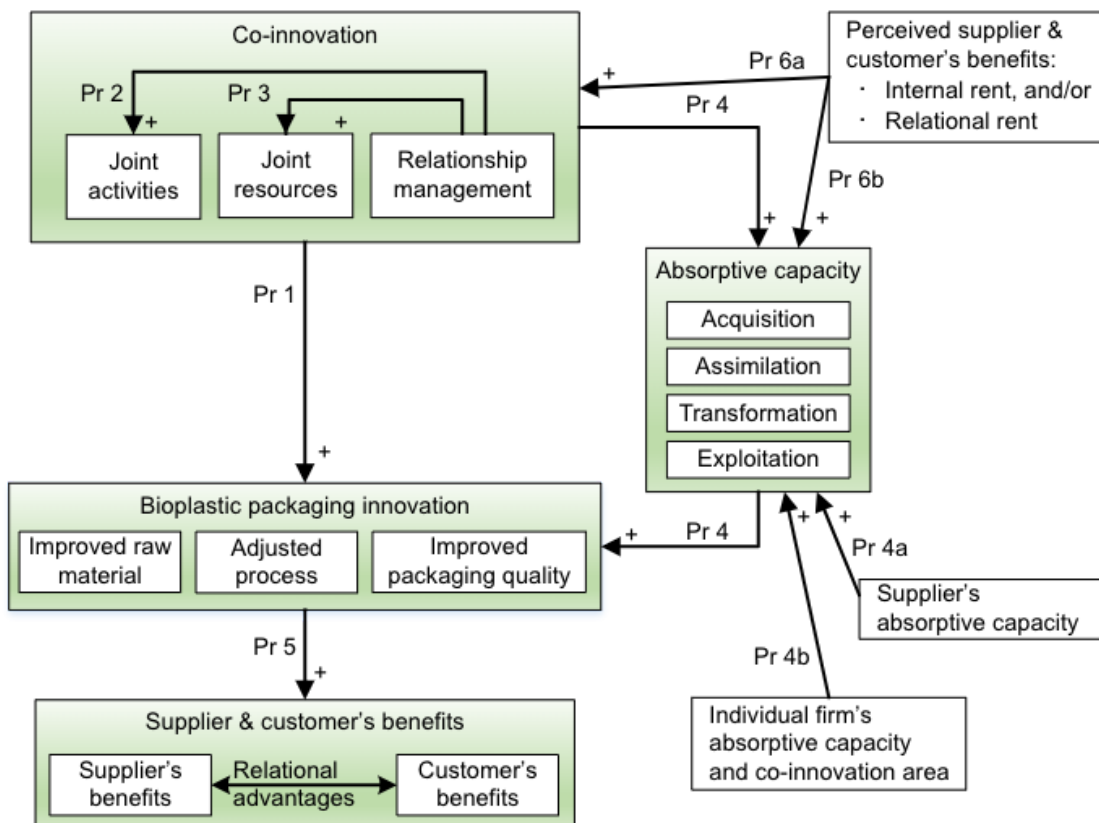 Co-innovation
Pr 2
Pr 3
+
+
Joint
activities
Joint
resources
Relationship
management
Pr 6a
+
Pr 4
Perceived supplier &
customer's benefits:
· Internal rent, and/or
· Relational rent
Pr 6b
+
+
Pr 1
+
Absorptive capacity
Acquisition
Assimilation
Transformation
Exploitation
Bioplastic packaging innovation
Improved raw
material
Adjusted
process
Improved
packaging quality
+
Pr 4
+
+
Pr 4a
Supplier's
absorptive capacity
Pr 4b
Individual firm's
absorptive capacity
and co-innovation area
Pr 5
+
Supplier & customer's benefits
Supplier's
benefits
Relational
advantages
Customer's
benefits